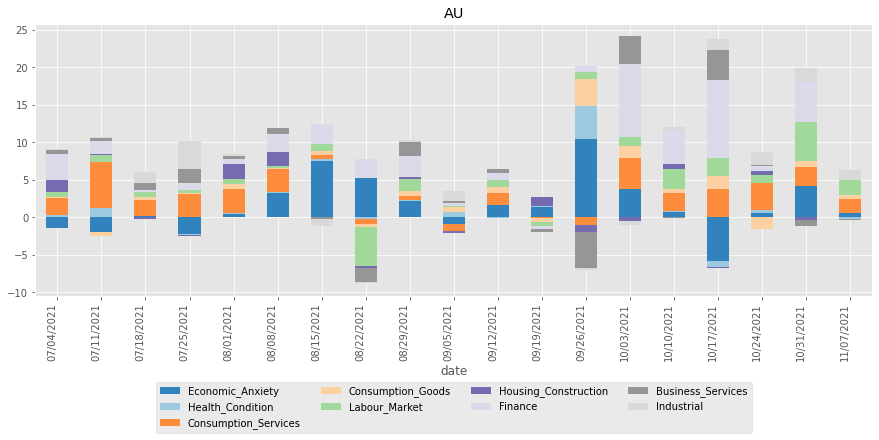 AU
25
20
15
10
5
0
−5
−10
07/04/2021
07/11/2021
07/18/2021
07/25/2021
08/01/2021
08/08/2021
08/15/2021
08/22/2021
08/29/2021
09/05/2021
09/12/2021
09/19/2021
09/26/2021
10/03/2021
10/10/2021
10/17/2021
10/24/2021
10/31/2021
11/07/2021
date
Economic_Anxiety
Health_Condition
Consumption_Services
Consumption_Goods
Labour_Market
Housing_Construction
Finance
Business_Services
Industrial